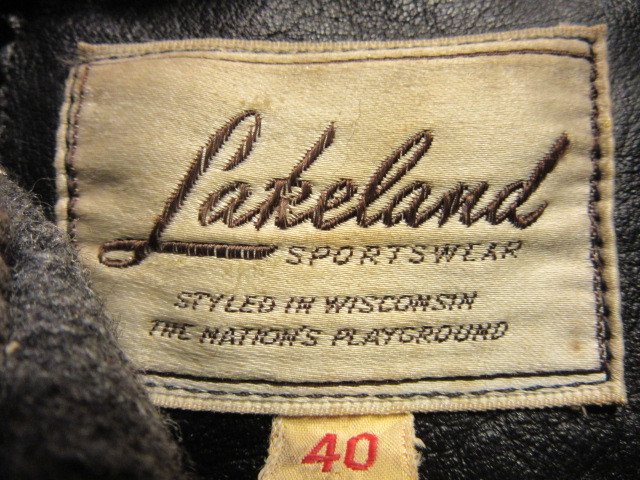 Lakeland
SPORTSWEAR
STYLED IN WISCONSIN
THE NATION'S PLAYGROUND
40